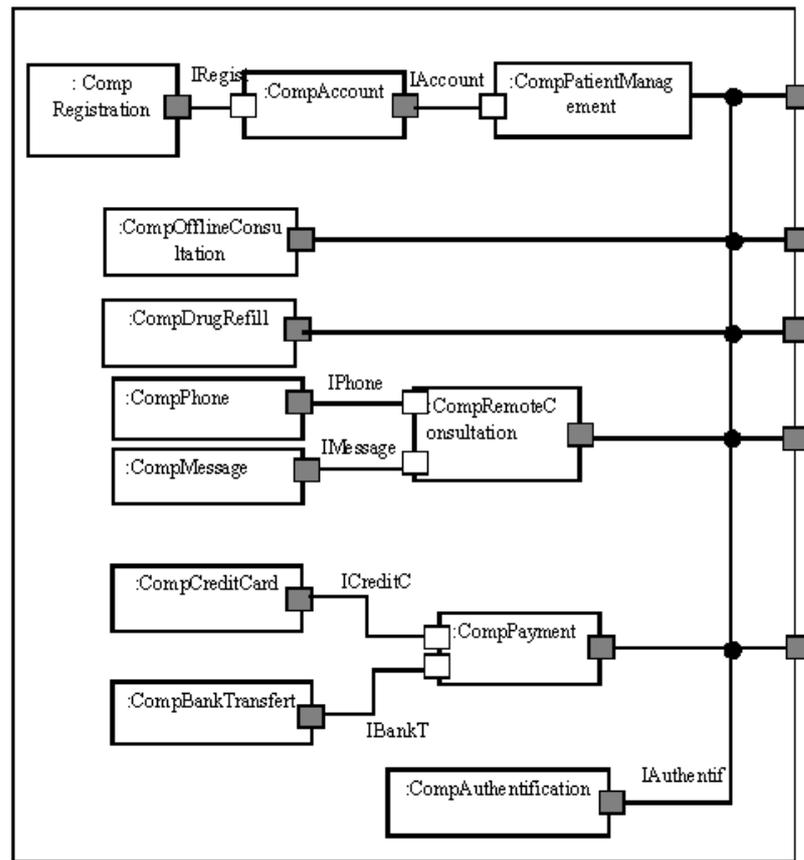 : Comp
Registration
IRegist
:CompAccount
IAccount
:CompPatientManag
ement
:CompOfflineConsu
ltation
:CompDrugRefill
:CompPhone
IPhone
:CompRemoteC
onsultation
:CompMessage
IMessage
:CompCreditCard
ICreditC
:CompPayment
:CompBankTransfert
IBankT
:CompAuthentification
IAuthentif